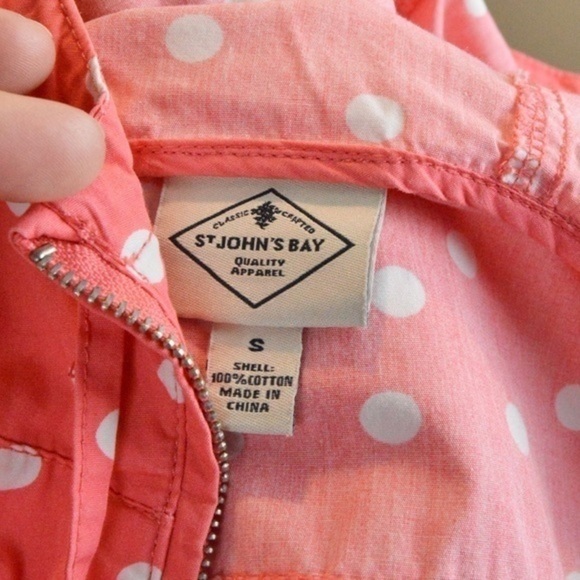 CLASSIC CRAFTED
ST JOHN'S BAY
QUALITY
APPAREL
S
SHELL:
100% COTTON
MADE IN
CHINA